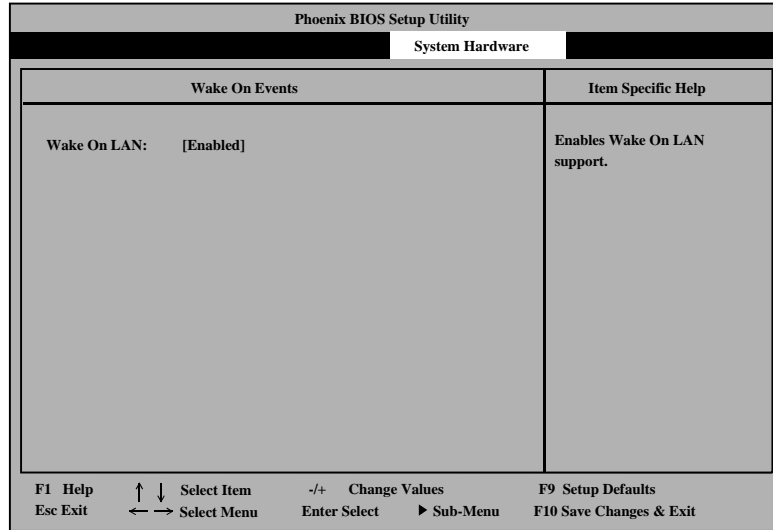 Phoenix BIOS Setup Utility
System Hardware
Wake On Events
Item Specific Help
Wake On LAN: [Enabled]
Enables Wake On LAN
support.
F1 Help ↑ ↓ Select Item -/+ Change Values F9 Setup Defaults
Esc Exit ← → Select Menu Enter Select ▶ Sub-Menu F10 Save Changes & Exit